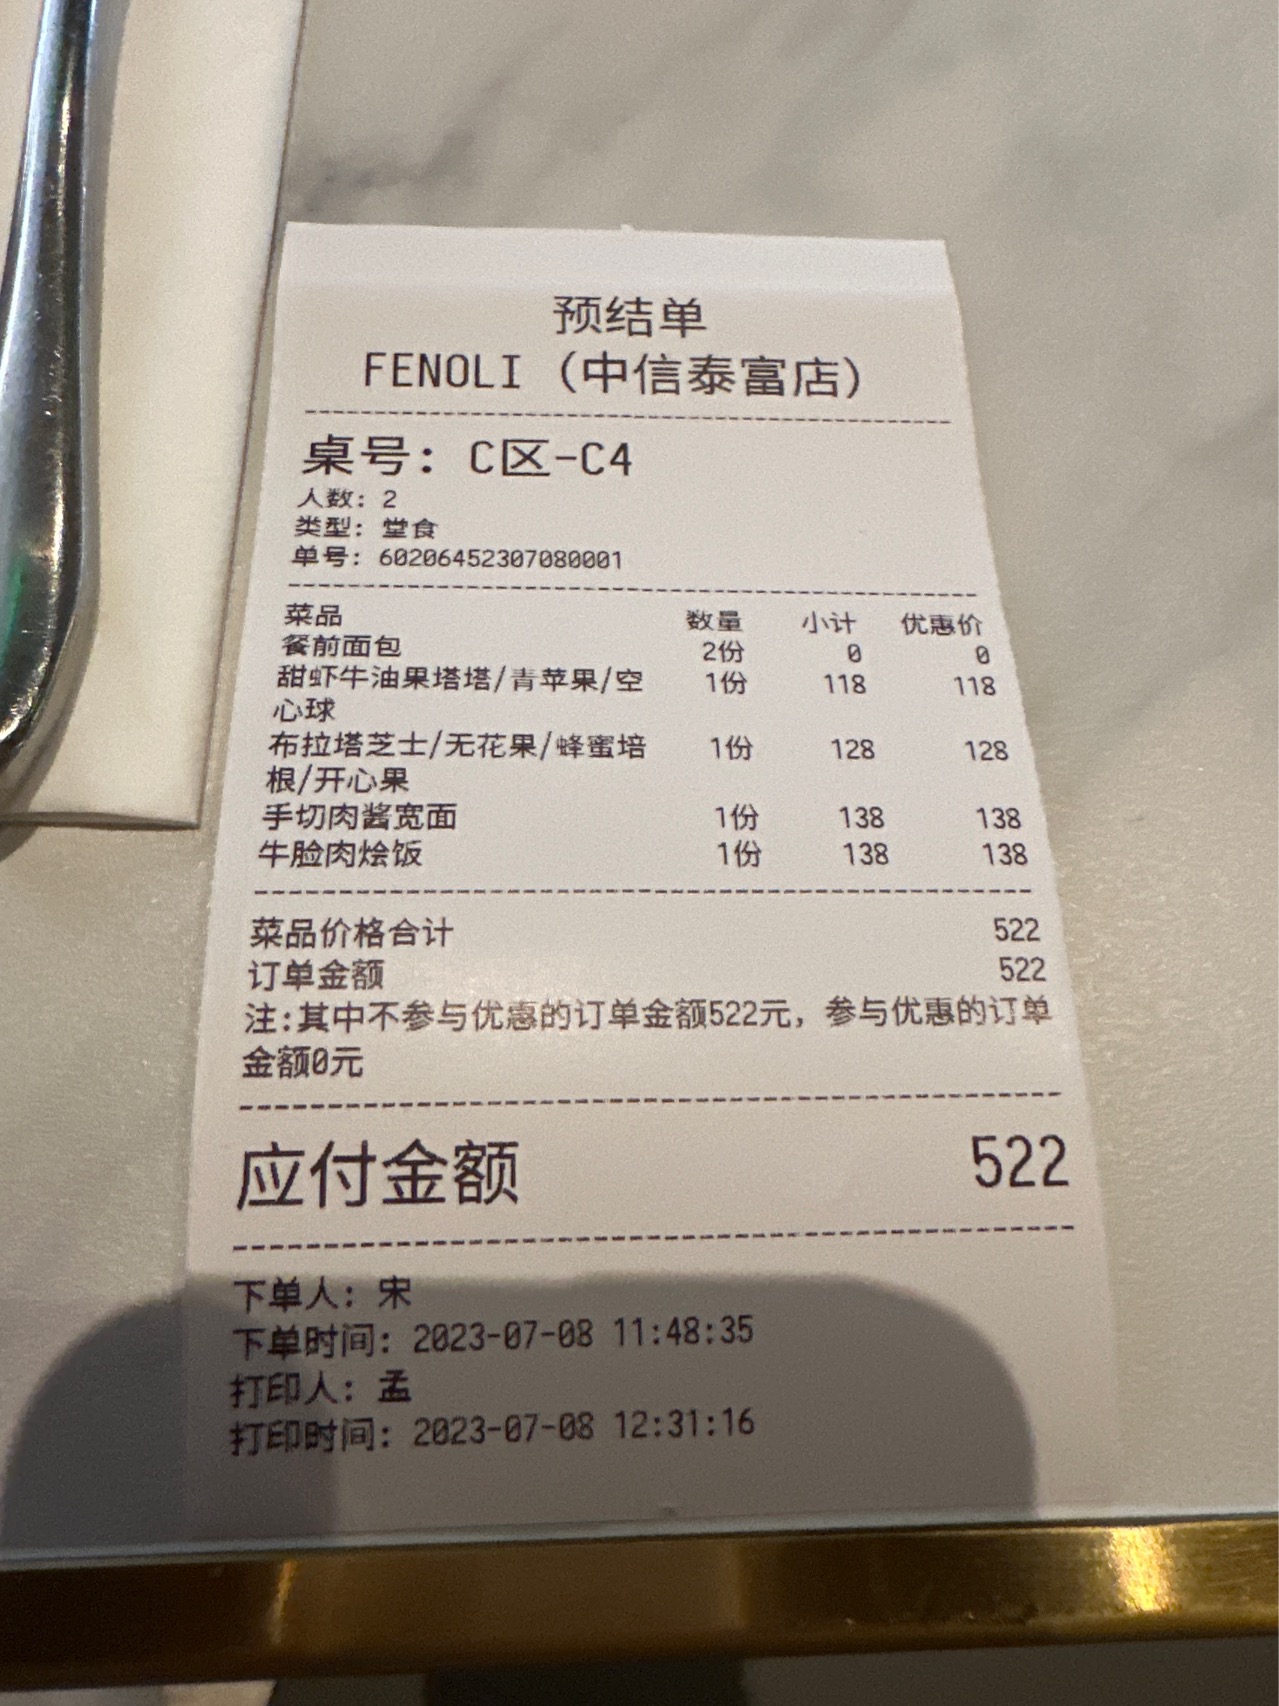 预结单
FENOLI (中信泰富店)
桌号: C区-C4
人数: 2
类型: 堂食
单号: 60206452307080001
菜品 数量 小计 优惠价
餐前面包 2份 0 0
甜虾牛油果塔塔/青苹果/空 1份 118 118
心球
布拉塔芝士/无花果/蜂蜜培 1份 128 128
根/开心果
手切肉酱宽面 1份 138 138
牛脸肉烩饭 1份 138 138
菜品价格合计 522
订单金额 522
注:其中不参与优惠的订单金额522元，参与优惠的订单
金额0元
应付金额 522
下单人: 宋
下单时间: 2023-07-08 11:48:35
打印人: 孟
打印时间: 2023-07-08 12:31:16